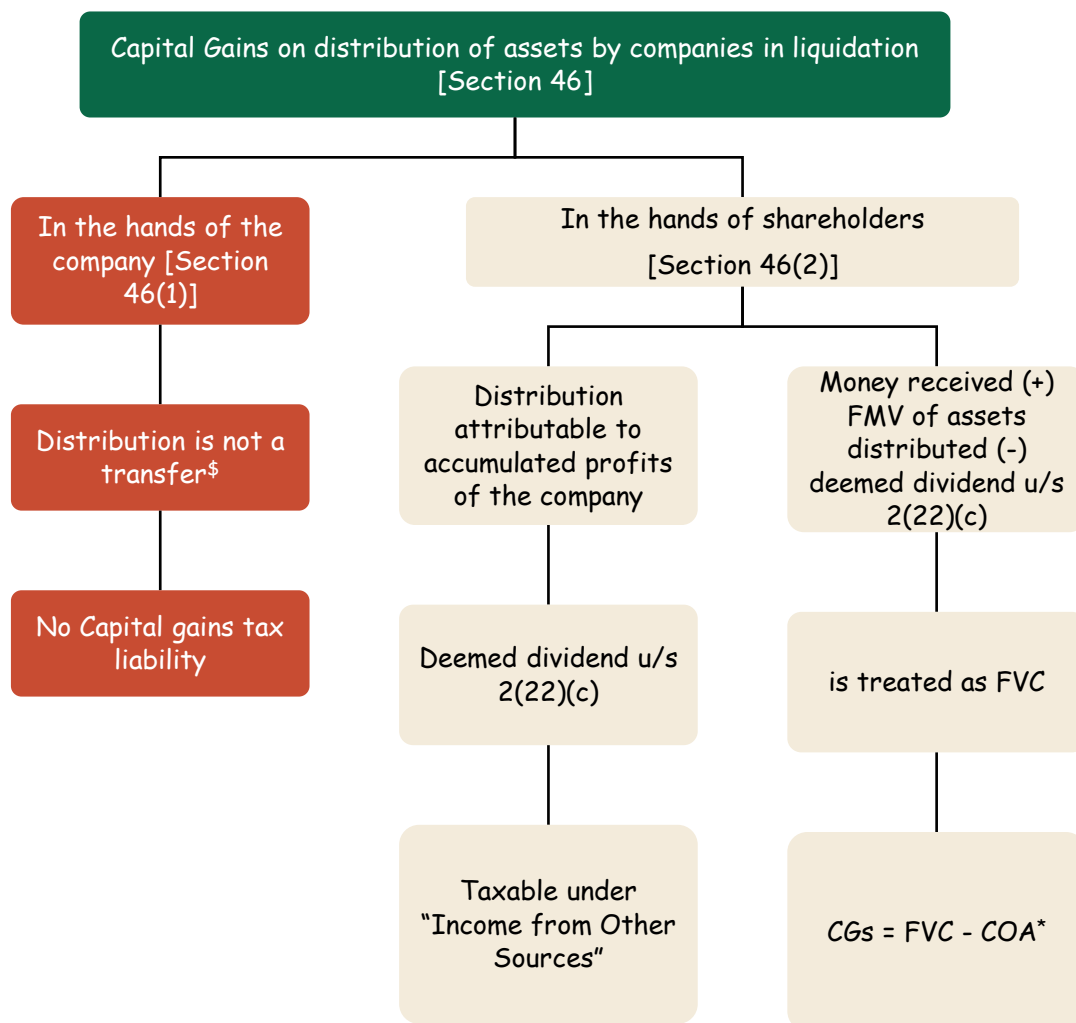 Capital Gains on distribution of assets by companies in liquidation
[Section 46]
In the hands of the
company [Section
46(1)]
Distribution is not a
transfer$
No Capital gains tax
liability
In the hands of shareholders
[Section 46(2)]
Distribution
attributable to
accumulated profits
of the company
Deemed dividend u/s
2(22)(c)
Taxable under
“Income from Other
Sources”
Money received (+)
FMV of assets
distributed (-)
deemed dividend u/s
2(22)(c)
is treated as FVC
CGs = FVC - COA*